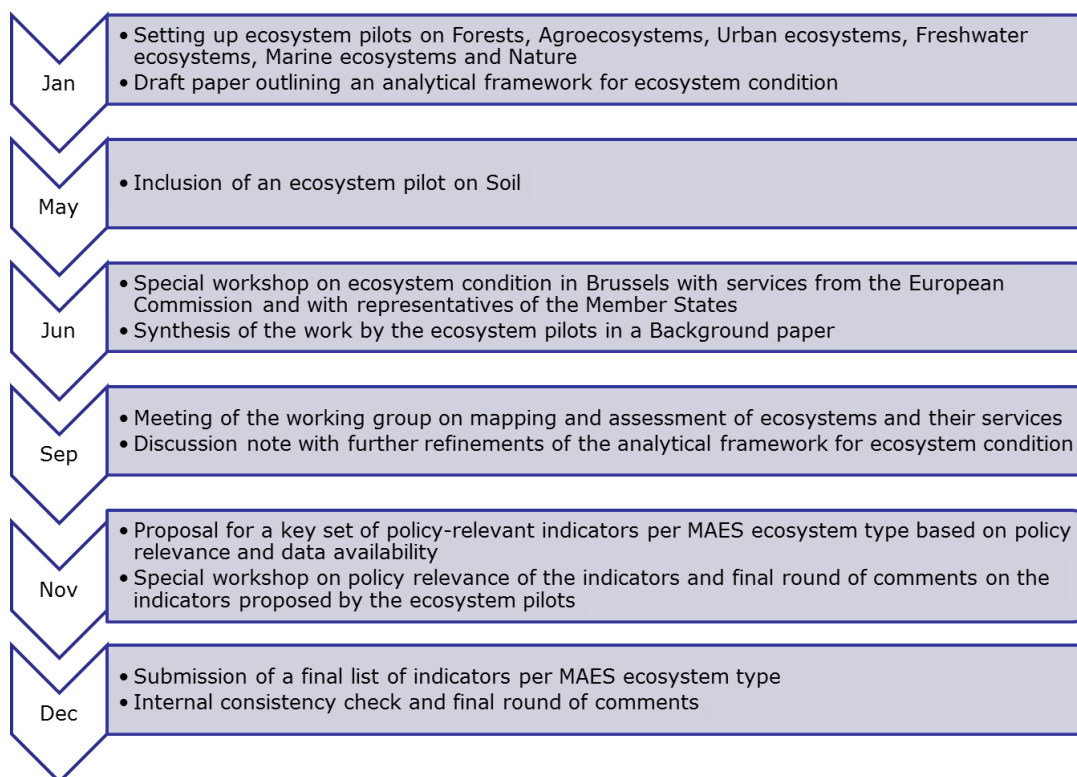 Jan
• Setting up ecosystem pilots on Forests, Agroecosystems, Urban ecosystems, Freshwater
ecosystems, Marine ecosystems and Nature
• Draft paper outlining an analytical framework for ecosystem condition
May
• Inclusion of an ecosystem pilot on Soil
Jun
• Special workshop on ecosystem condition in Brussels with services from the European
Commission and with representatives of the Member States
• Synthesis of the work by the ecosystem pilots in a Background paper
Sep
• Meeting of the working group on mapping and assessment of ecosystems and their services
• Discussion note with further refinements of the analytical framework for ecosystem condition
Nov
• Proposal for a key set of policy-relevant indicators per MAES ecosystem type based on policy
relevance and data availability
• Special workshop on policy relevance of the indicators and final round of comments on the
indicators proposed by the ecosystem pilots
Dec
• Submission of a final list of indicators per MAES ecosystem type
• Internal consistency check and final round of comments